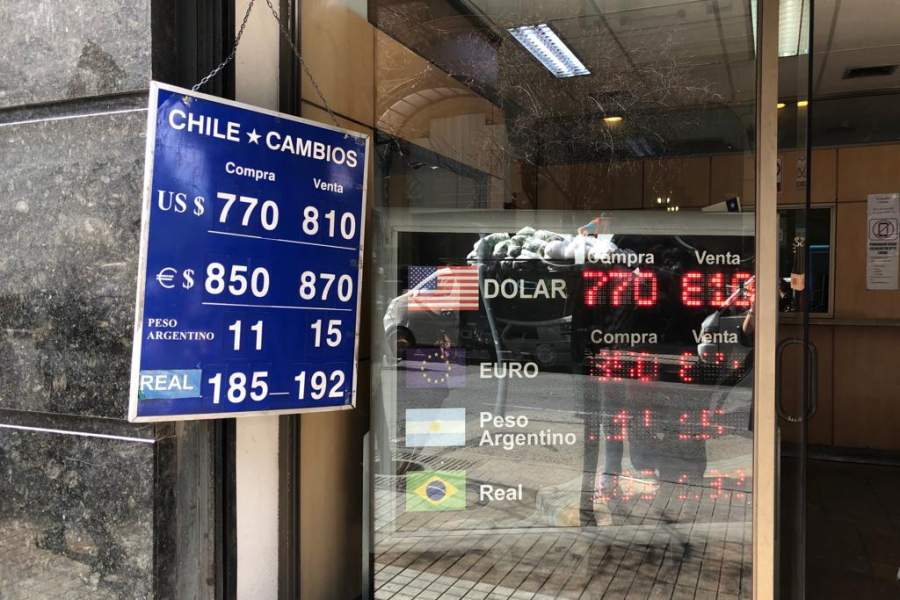 CHILE ★ CAMBIOS
Compra Venta
US $ 770 810
€ $ 850 870
PESO ARGENTINO 11 15
REAL 185 — 192
Compra Venta
DOLAR 770
Compra Venta
EURO
Peso
Argentino
Real